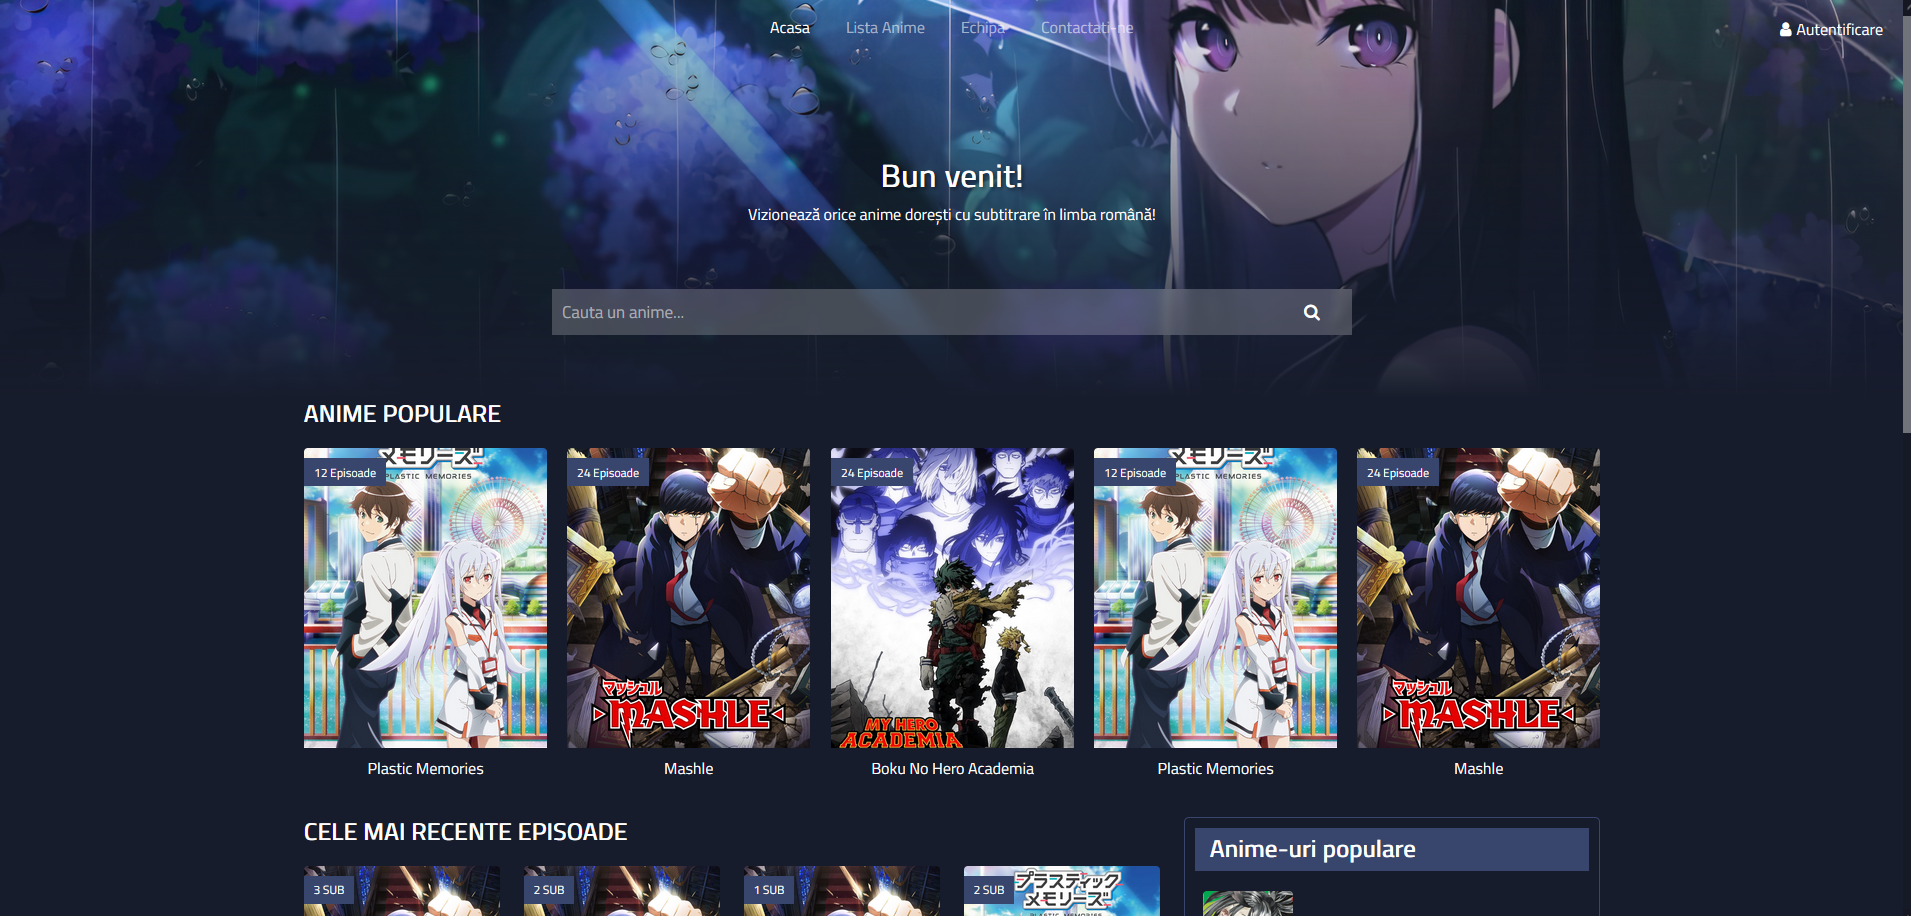 Acasa
Lista Anime
Echipa
Contactati-ne
Autentificare
Bun venit!
Vizionează orice anime dorești cu subtitrare în limba română!
Cauta un anime...
ANIME POPULARE
12 Episoade
メモリーズ
PLASTIC MEMORIES
24 Episoade
マッシュル
MASHLE
24 Episoade
MY HERO
ACADEMIA
12 Episoade
メモリーズ
PLASTIC MEMORIES
24 Episoade
マッシュル
MASHLE
Plastic Memories
Mashle
Boku No Hero Academia
Plastic Memories
Mashle
CELE MAI RECENTE EPISOADE
3 SUB
2 SUB
1 SUB
2 SUB
プラスティック
メモリーズ
PLASTIC MEMORIES
Anime-uri populare